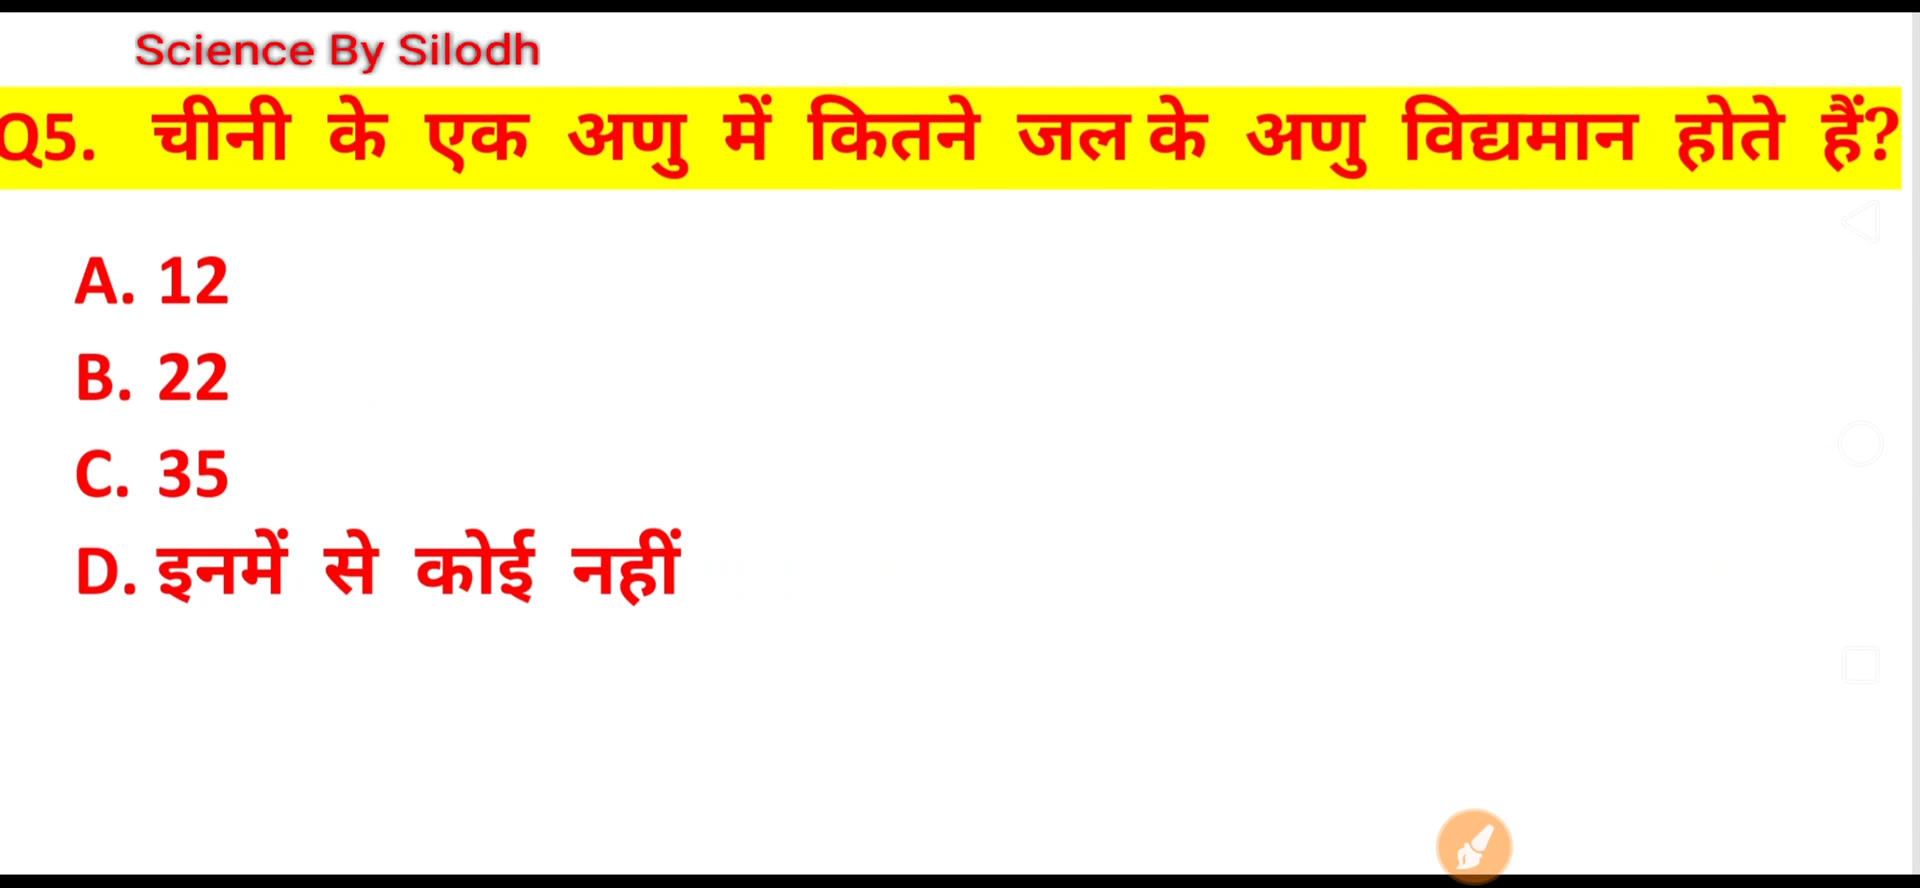 Science By Silodh
Q5. चीनी के एक अणु में कितने जल के अणु विद्यमान होते हैं?
A. 12
B. 22
C. 35
D. इनमें से कोई नहीं